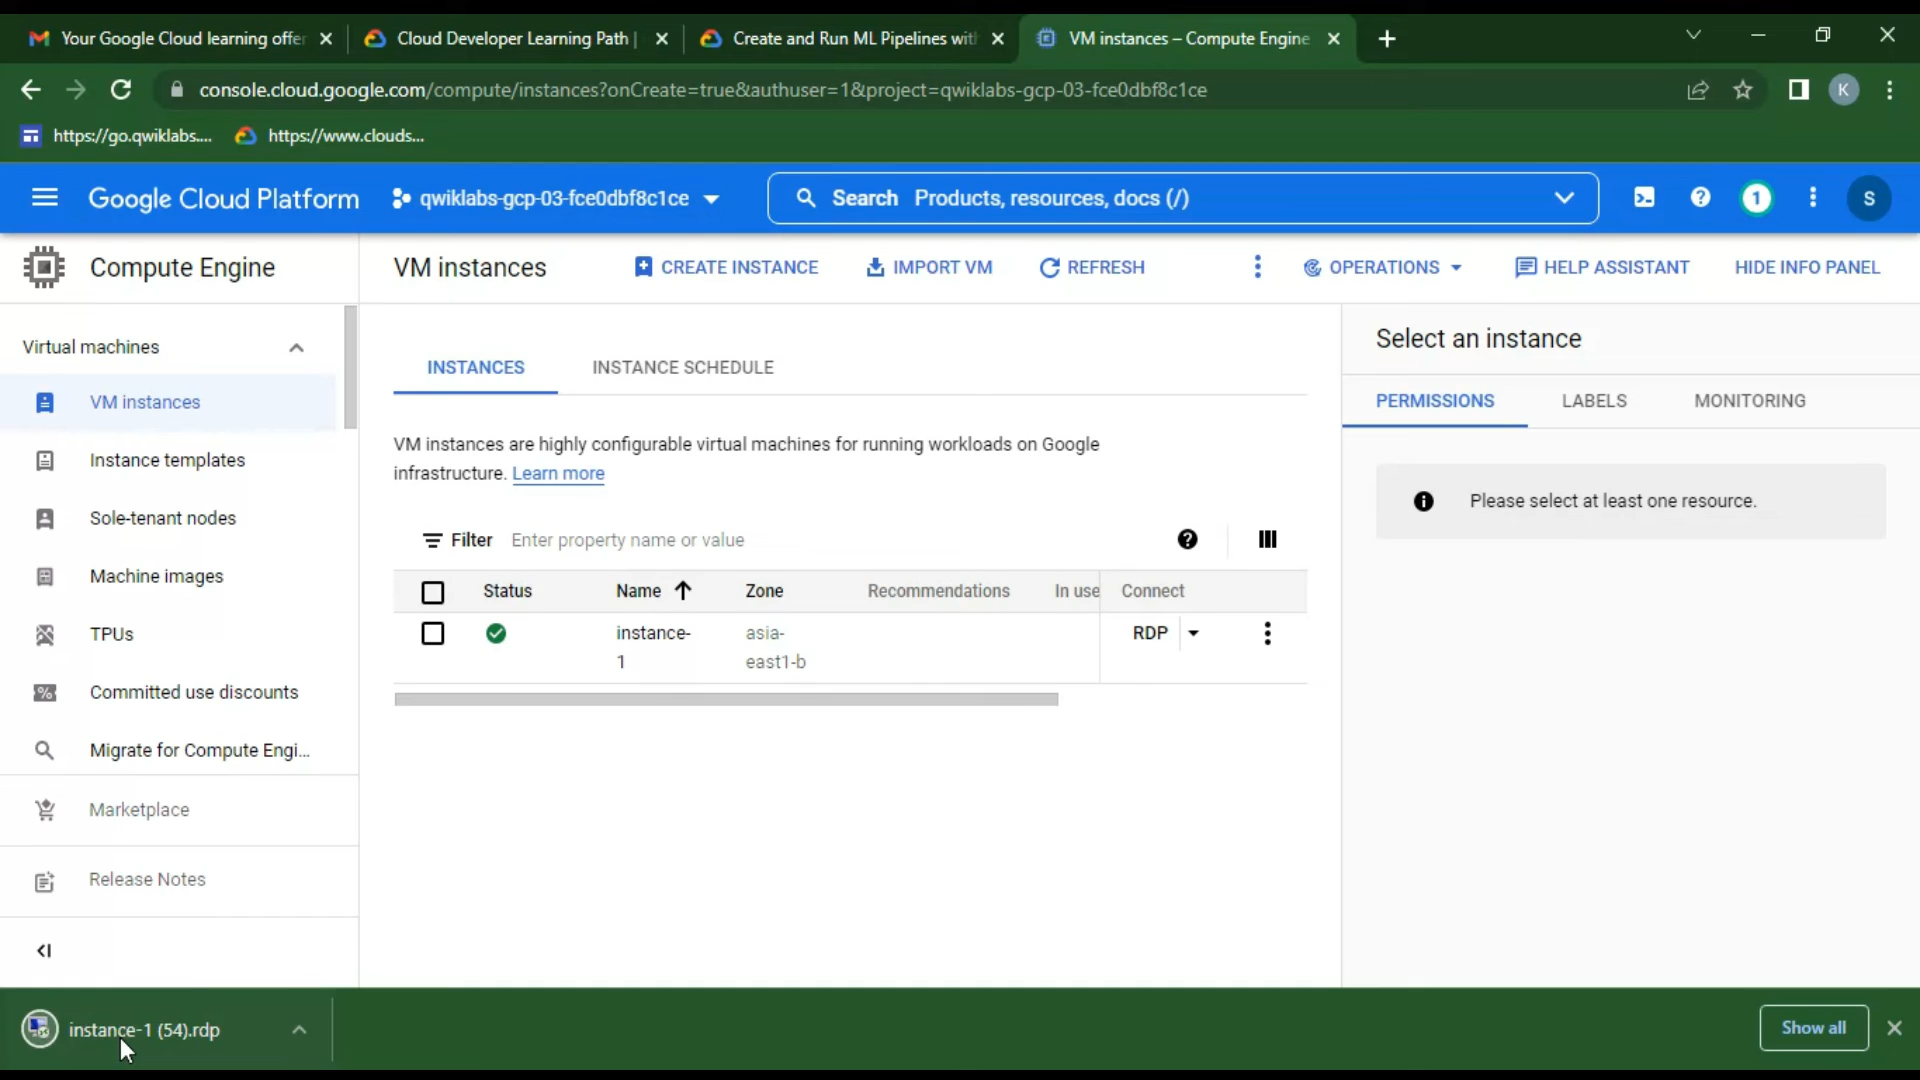 Your Google Cloud learning offer
Cloud Developer Learning Path |
Create and Run ML Pipelines wit
VM instances – Compute Engine
console.cloud.google.com/compute/instances?onCreate=true&authuser=1&project=qwiklabs-gcp-03-fce0dbf8c1ce
K
https://go.qwiklabs....
https://www.clouds...
Google Cloud Platform
qwiklabs-gcp-03-fce0dbf8c1ce
Search Products, resources, docs (/)
1
S
Compute Engine
VM instances
CREATE INSTANCE
IMPORT VM
REFRESH
OPERATIONS
HELP ASSISTANT
HIDE INFO PANEL
Virtual machines
VM instances
Instance templates
Sole-tenant nodes
Machine images
TPUs
Committed use discounts
Migrate for Compute Engi...
Marketplace
Release Notes
INSTANCES
INSTANCE SCHEDULE
VM instances are highly configurable virtual machines for running workloads on Google
infrastructure. Learn more
Filter Enter property name or value
Status Name Zone Recommendations In use Connect
instance- asia- RDP
1 east1-b
Select an instance
PERMISSIONS
LABELS
MONITORING
Please select at least one resource.
instance-1 (54).rdp
Show all